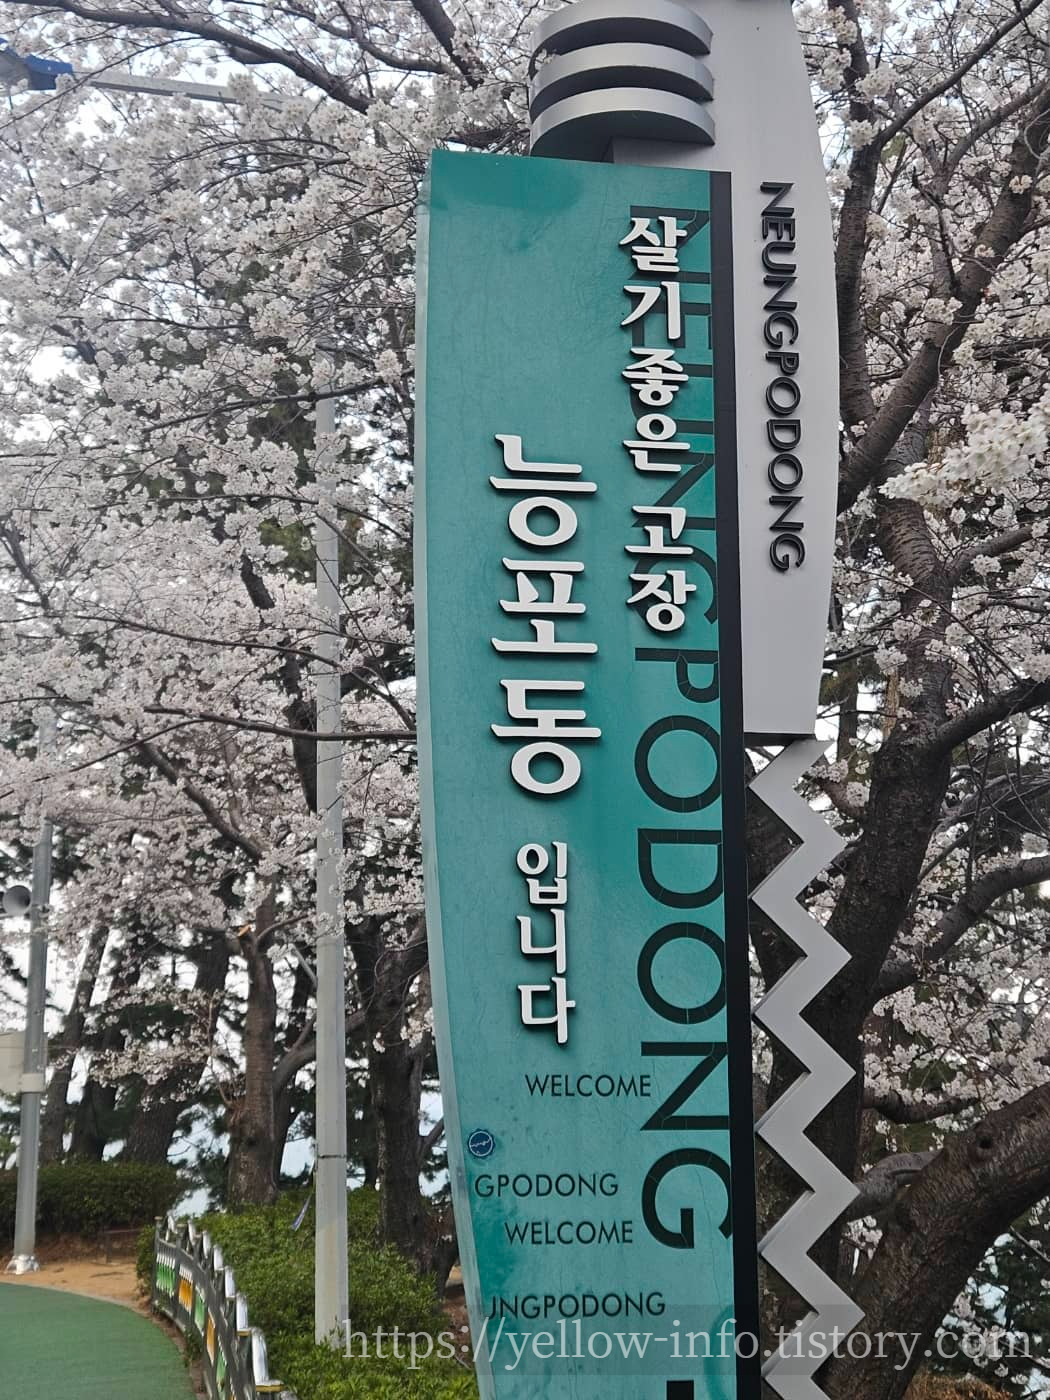 살기좋은 고장
능포동 입니다
NEUNGPODONG
NEUNGPODONG
WELCOME
GPODONG
WELCOME
UNGPODONG
https://yellow-info.tistory.com